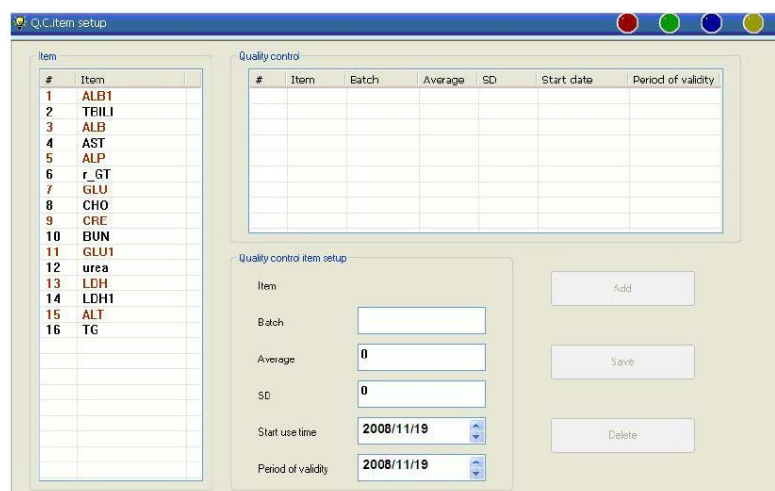 Q.C.item setup
Item
# Item
1 ALB1
2 TBILI
3 ALB
4 AST
5 ALP
6 r_GT
7 GLU
8 CHO
9 CRE
10 BUN
11 GLU1
12 urea
13 LDH
14 LDH1
15 ALT
16 TG
Quality control
# Item Batch Average SD Start date Period of validity
Quality control item setup
Item
Batch
Average 0
SD 0
Start use time 2008/11/19
Period of validity 2008/11/19
Add
Save
Delete